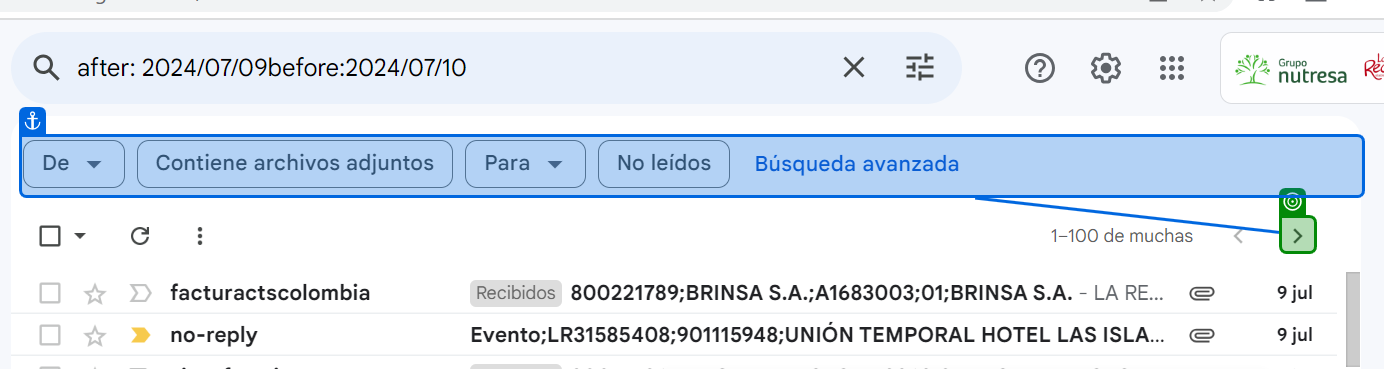 after: 2024/07/09before:2024/07/10
Grupo
nutresa
De
Contiene archivos adjuntos
Para
No leídos
Búsqueda avanzada
1–100 de muchas
facturactscolombia Recibidos 800221789;BRINSA S.A.;A1683003;01;BRINSA S.A. - LA RE... 9 jul
no-reply Evento;LR31585408;901115948;UNIÓN TEMPORAL HOTEL LAS ISLA... 9 jul